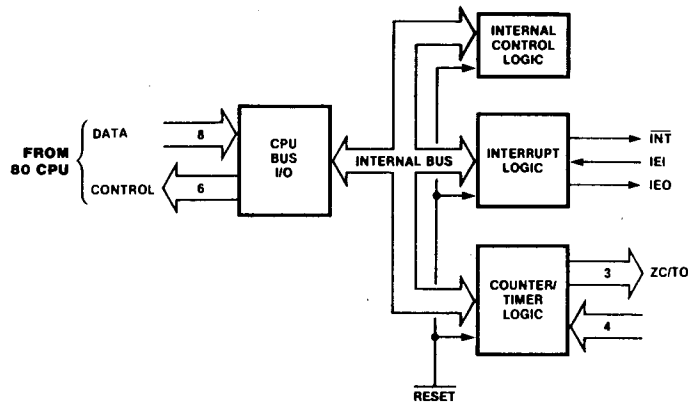 INTERNAL
CONTROL
LOGIC
DATA
8
FROM
80 CPU
CONTROL
6
CPU
BUS
I/O
INTERNAL BUS
INTERRUPT
LOGIC
INT
IEI
IEO
COUNTER/
TIMER
LOGIC
3
ZC/TO
4
RESET